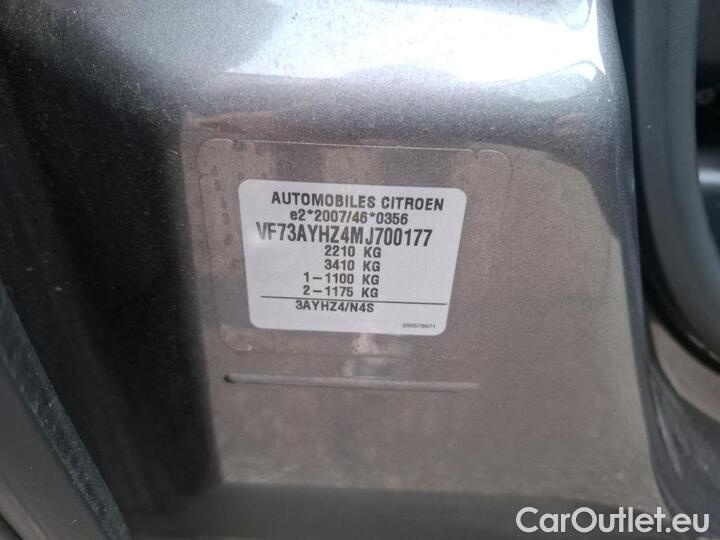 AUTOMOBILES CITROEN
e2*2007/46*0356
VF73AYHZ4MJ700177
2210 KG
3410 KG
1-1100 KG
2-1175 KG
3AYHZ4/N4S
CarOutlet.eu